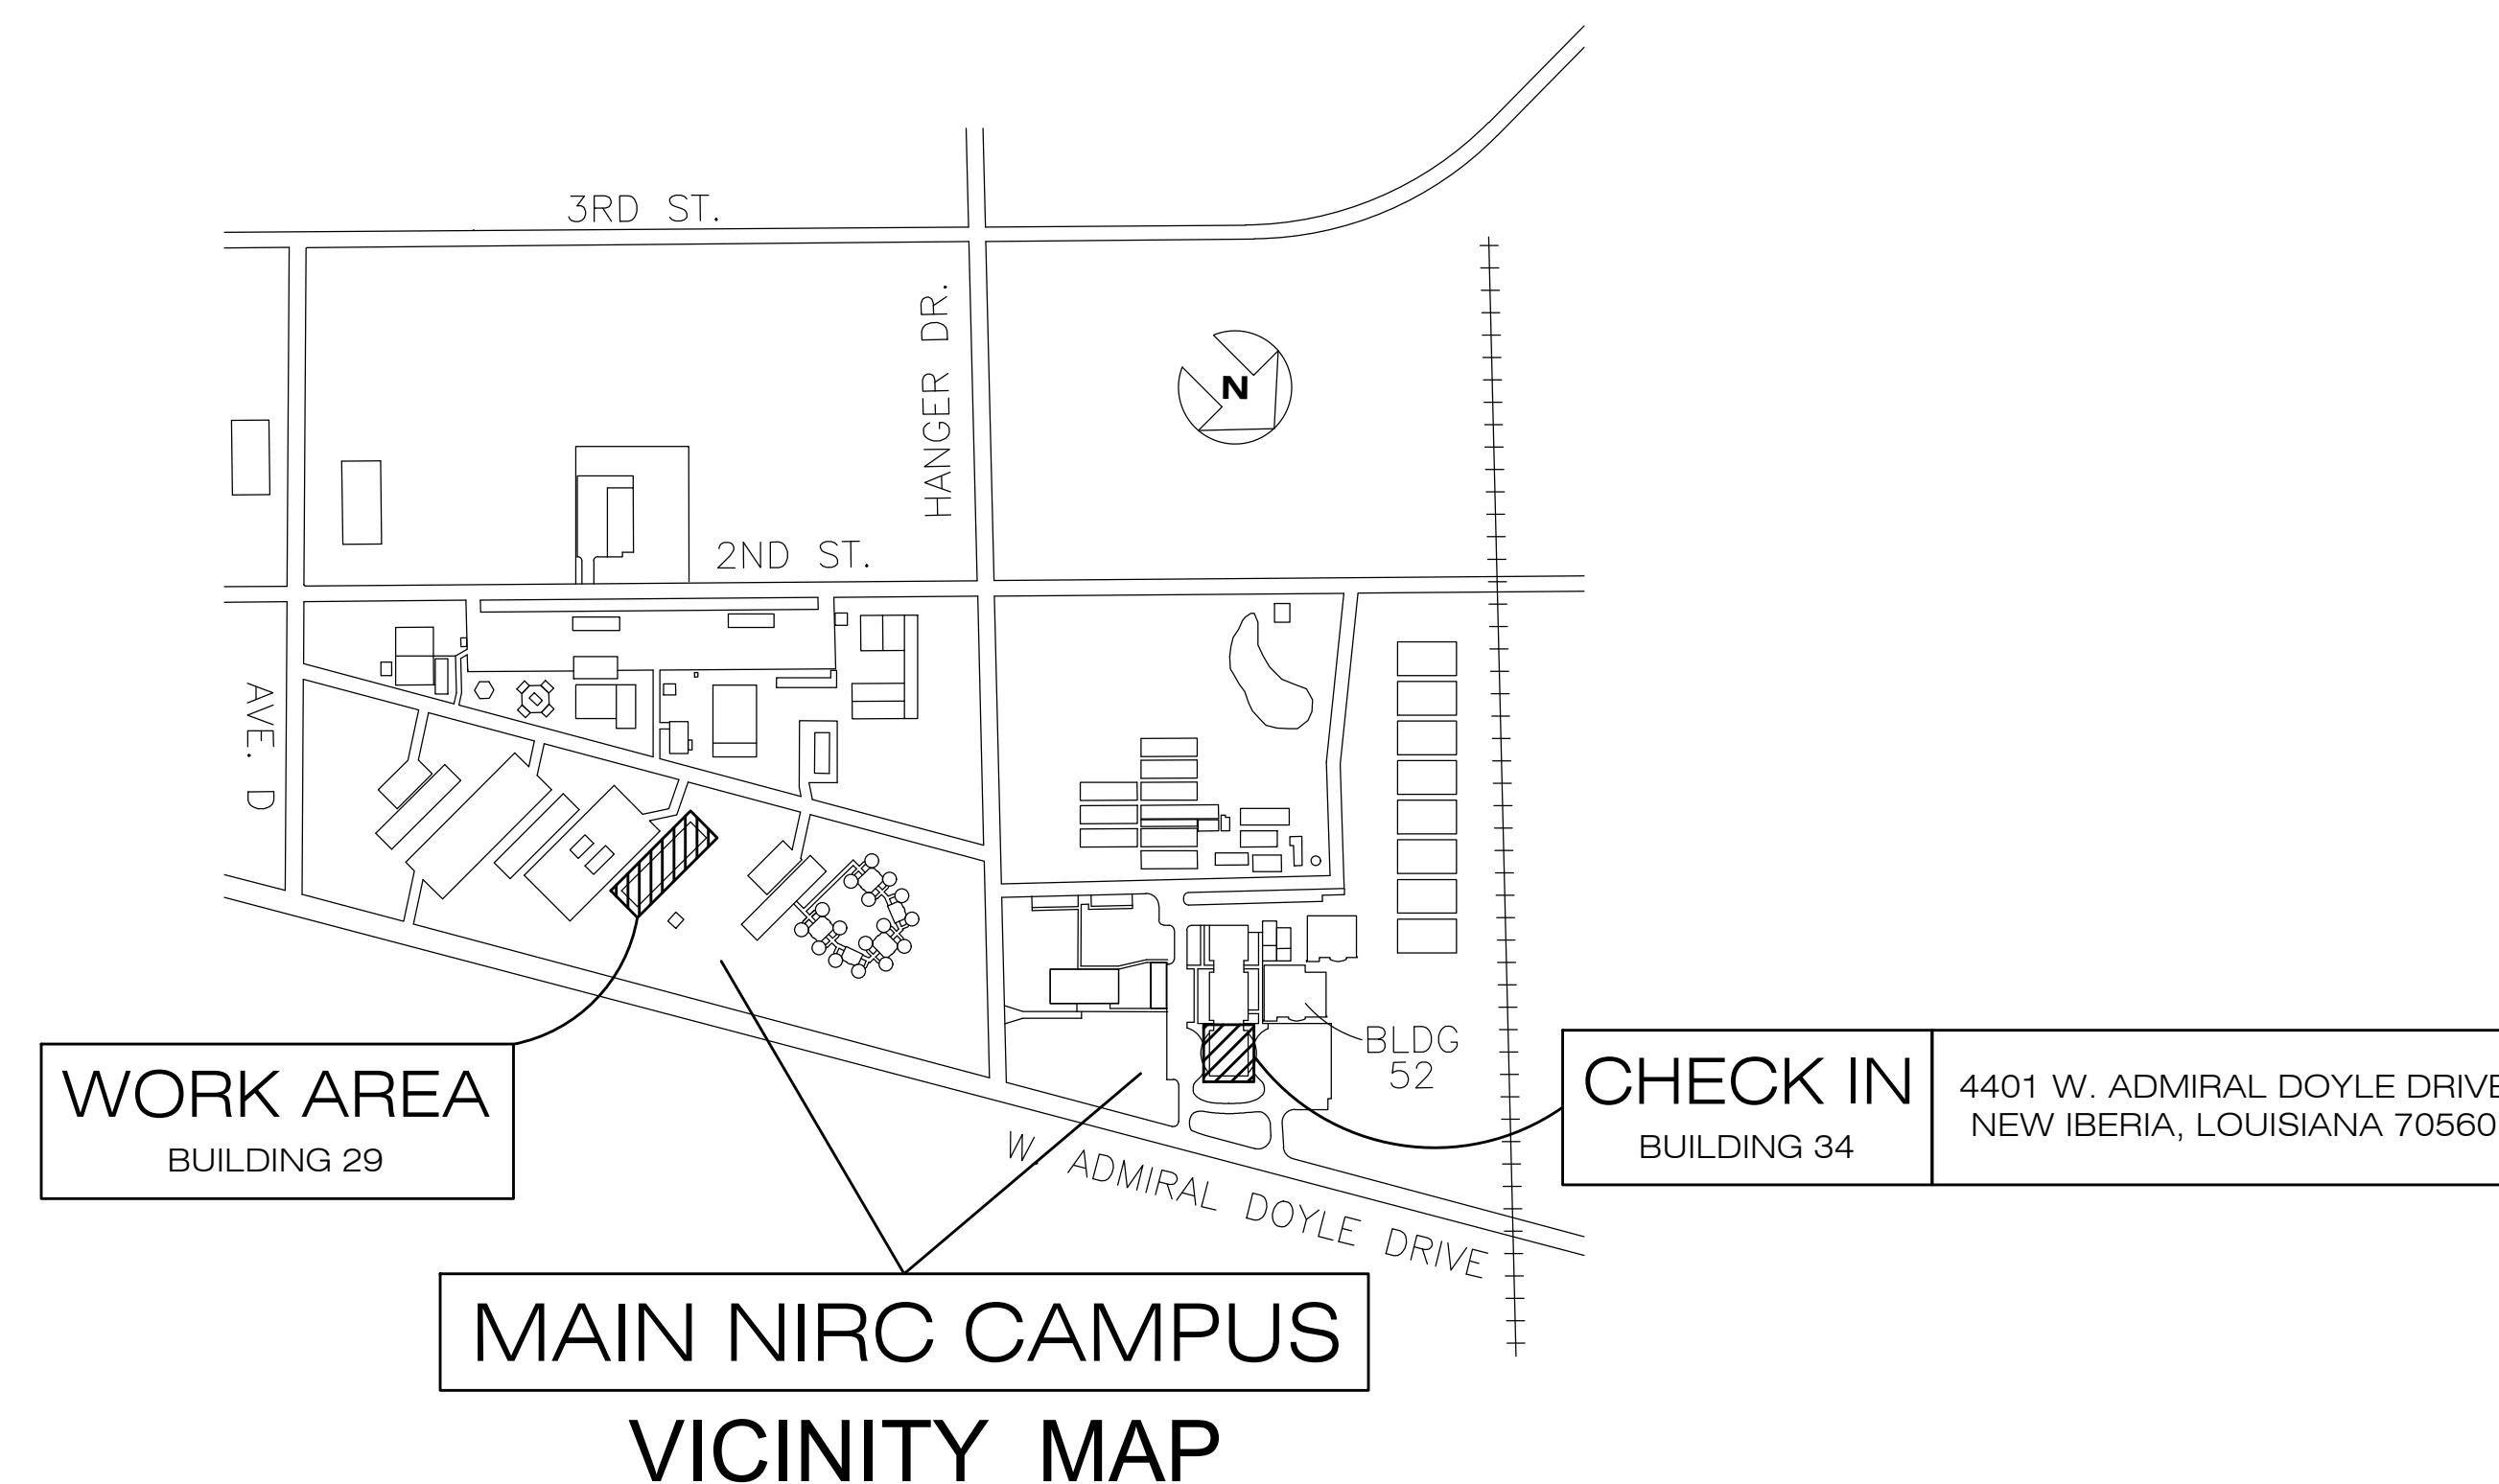 3RD ST.
HANGER DR.
N
2ND ST.
AVE. D
BLDG
52
WORK AREA
BUILDING 29
CHECK IN
BUILDING 34
4401 W. ADMIRAL DOYLE DRIVE
NEW IBERIA, LOUISIANA 70560
W. ADMIRAL DOYLE DRIVE
MAIN NIRC CAMPUS
VICINITY MAP